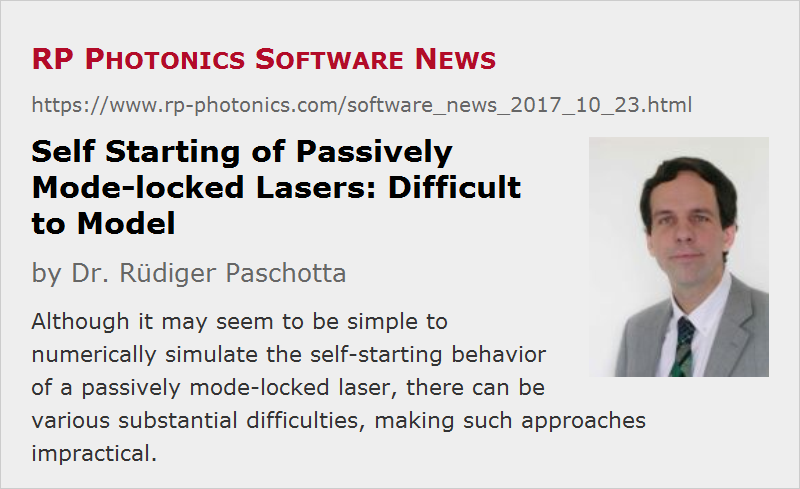 RP PHOTONICS SOFTWARE NEWS
https://www.rp-photonics.com/software_news_2017_10_23.html
Self Starting of Passively
Mode-locked Lasers: Difficult
to Model
by Dr. Rüdiger Paschotta
Although it may seem to be simple to
numerically simulate the self-starting behavior
of a passively mode-locked laser, there can be
various substantial difficulties, making such approaches
impractical.